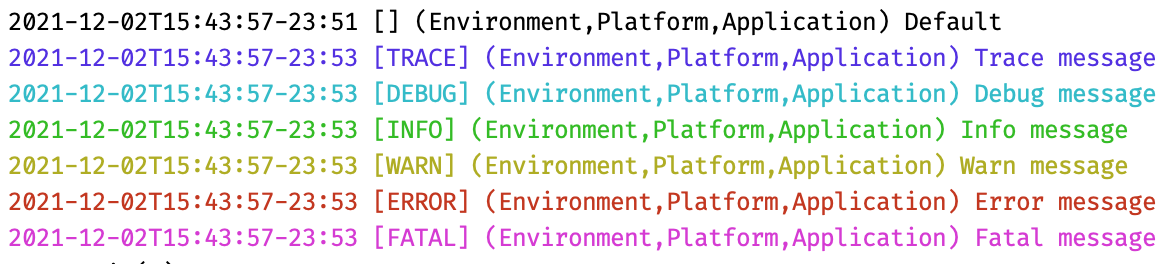 2021-12-02T15:43:57-23:51 [] (Environment,Platform,Application) Default
2021-12-02T15:43:57-23:53 [TRACE] (Environment,Platform,Application) Trace message
2021-12-02T15:43:57-23:53 [DEBUG] (Environment,Platform,Application) Debug message
2021-12-02T15:43:57-23:53 [INFO] (Environment,Platform,Application) Info message
2021-12-02T15:43:57-23:53 [WARN] (Environment,Platform,Application) Warn message
2021-12-02T15:43:57-23:53 [ERROR] (Environment,Platform,Application) Error message
2021-12-02T15:43:57-23:53 [FATAL] (Environment,Platform,Application) Fatal message